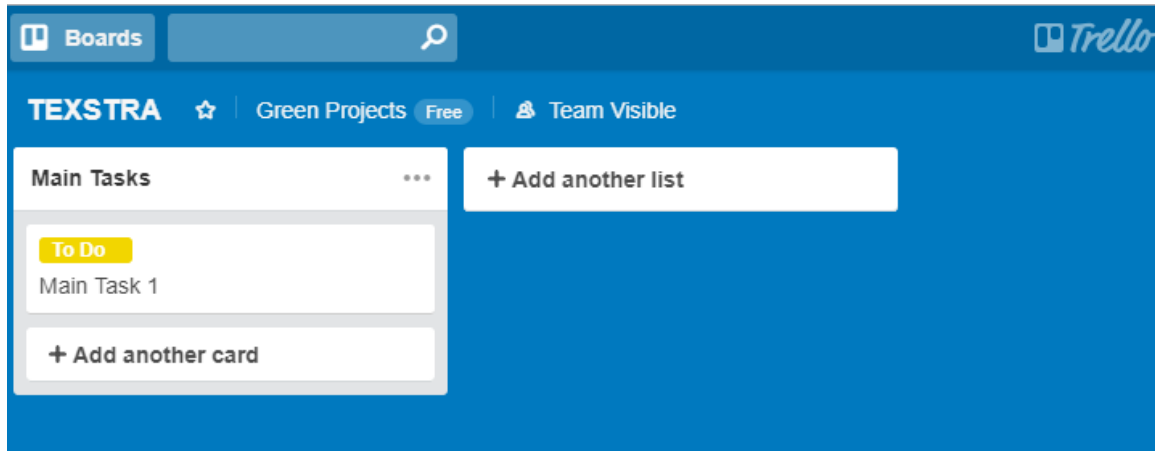 Boards
Trello
TEXSTRA Green Projects Free Team Visible
Main Tasks
+ Add another list
To Do
Main Task 1
+ Add another card